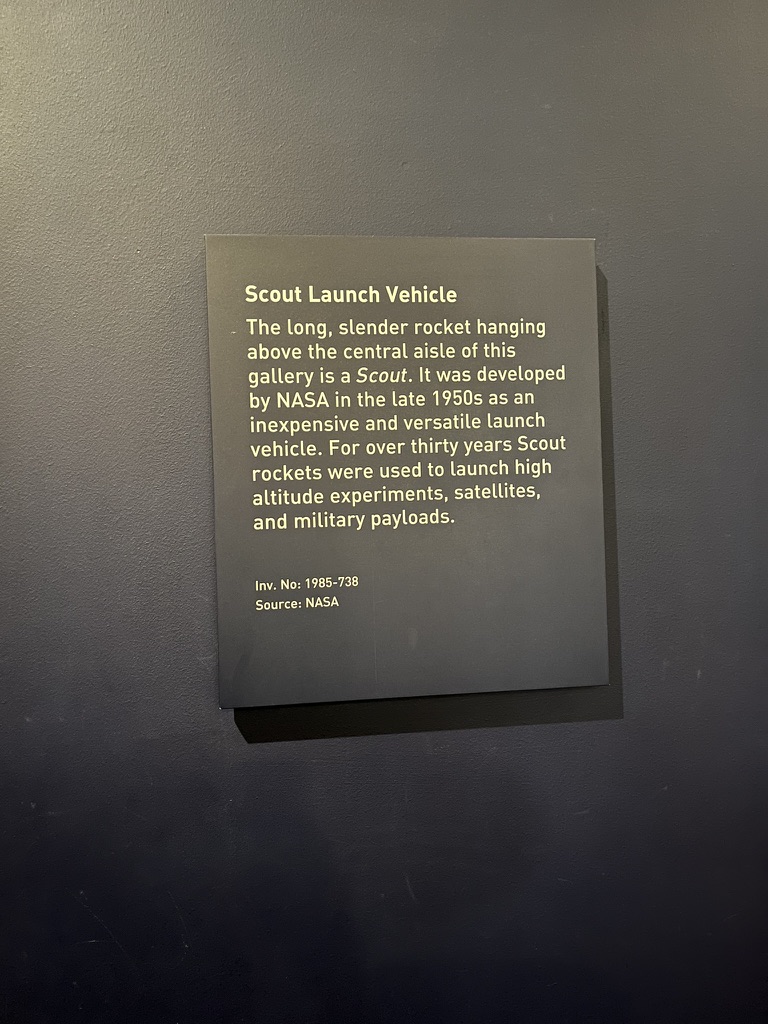 Scout Launch Vehicle
The long, slender rocket hanging
above the central aisle of this
gallery is a Scout. It was developed
by NASA in the late 1950s as an
inexpensive and versatile launch
vehicle. For over thirty years Scout
rockets were used to launch high
altitude experiments, satellites,
and military payloads.
Inv. No: 1985-738
Source: NASA